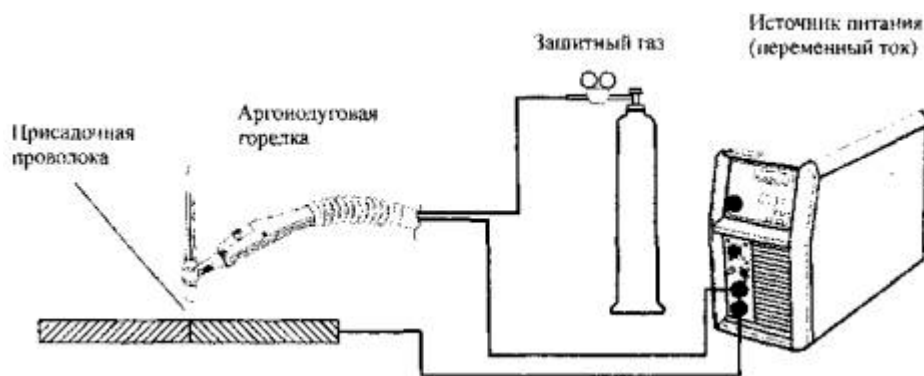 Источник питания
(переменный ток)
Защитный газ
Аргонодуговая
горелка
Присадочная
проволока